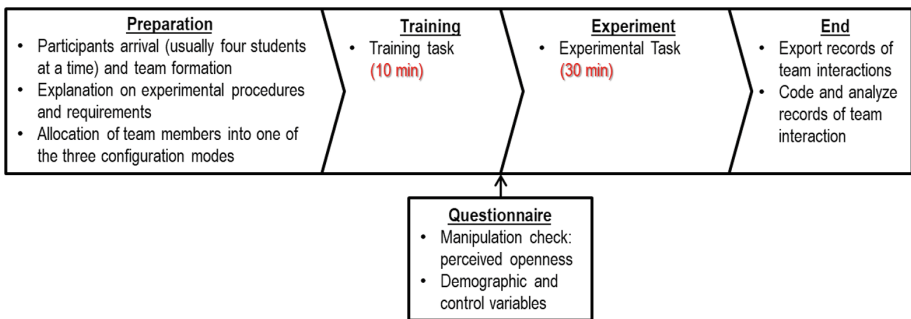 Preparation
• Participants arrival (usually four students
at a time) and team formation
• Explanation on experimental procedures
and requirements
• Allocation of team members into one of
the three configuration modes
Training
• Training task
(10 min)
Experiment
• Experimental Task
(30 min)
End
• Export records of
team interactions
• Code and analyze
records of team
interaction
Questionnaire
• Manipulation check:
perceived openness
• Demographic and
control variables